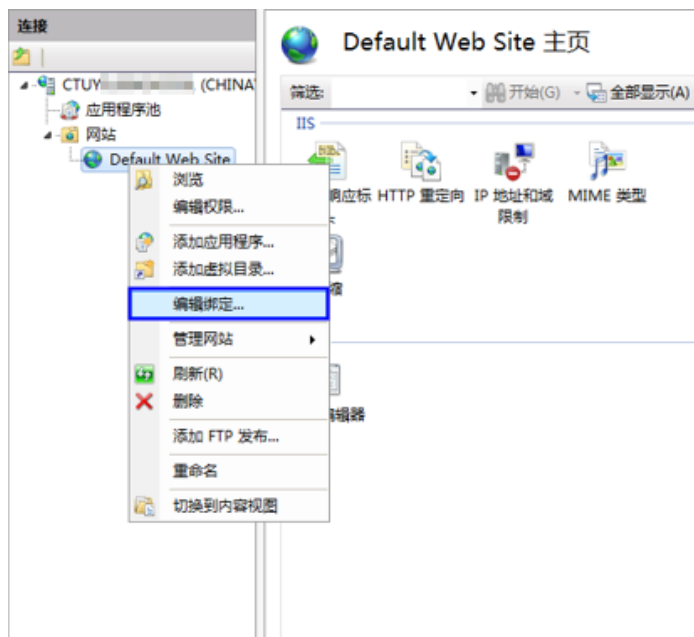 连接
CTUY
(CHINA
应用程序池
网站
Default Web Site
浏览
编辑权限...
添加应用程序...
添加虚拟目录...
编辑绑定...
管理网站
刷新(R)
删除
添加 FTP 发布...
重命名
切换到内容视图
Default Web Site 主页
筛选:
开始(G)
全部显示(A)
IIS
响应标
HTTP 重定向
IP 地址和域
限制
MIME 类型
缩
编辑器